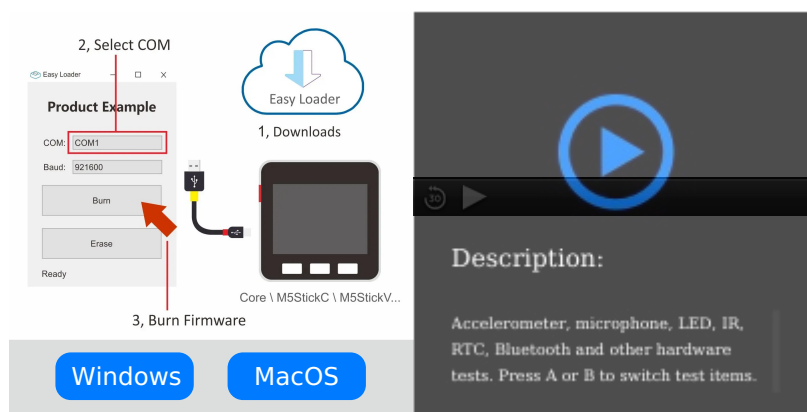 2, Select COM
Easy Loader
Product Example
COM: COM1
Baud: 921600
Burn
Erase
Ready
3, Burn Firmware
Easy Loader
1, Downloads
Core \ M5StickC \ M5StickV...
Windows
MacOS
30
Description:
Accelerometer, microphone, LED, IR,
RTC, Bluetooth and other hardware
tests. Press A or B to switch test items.